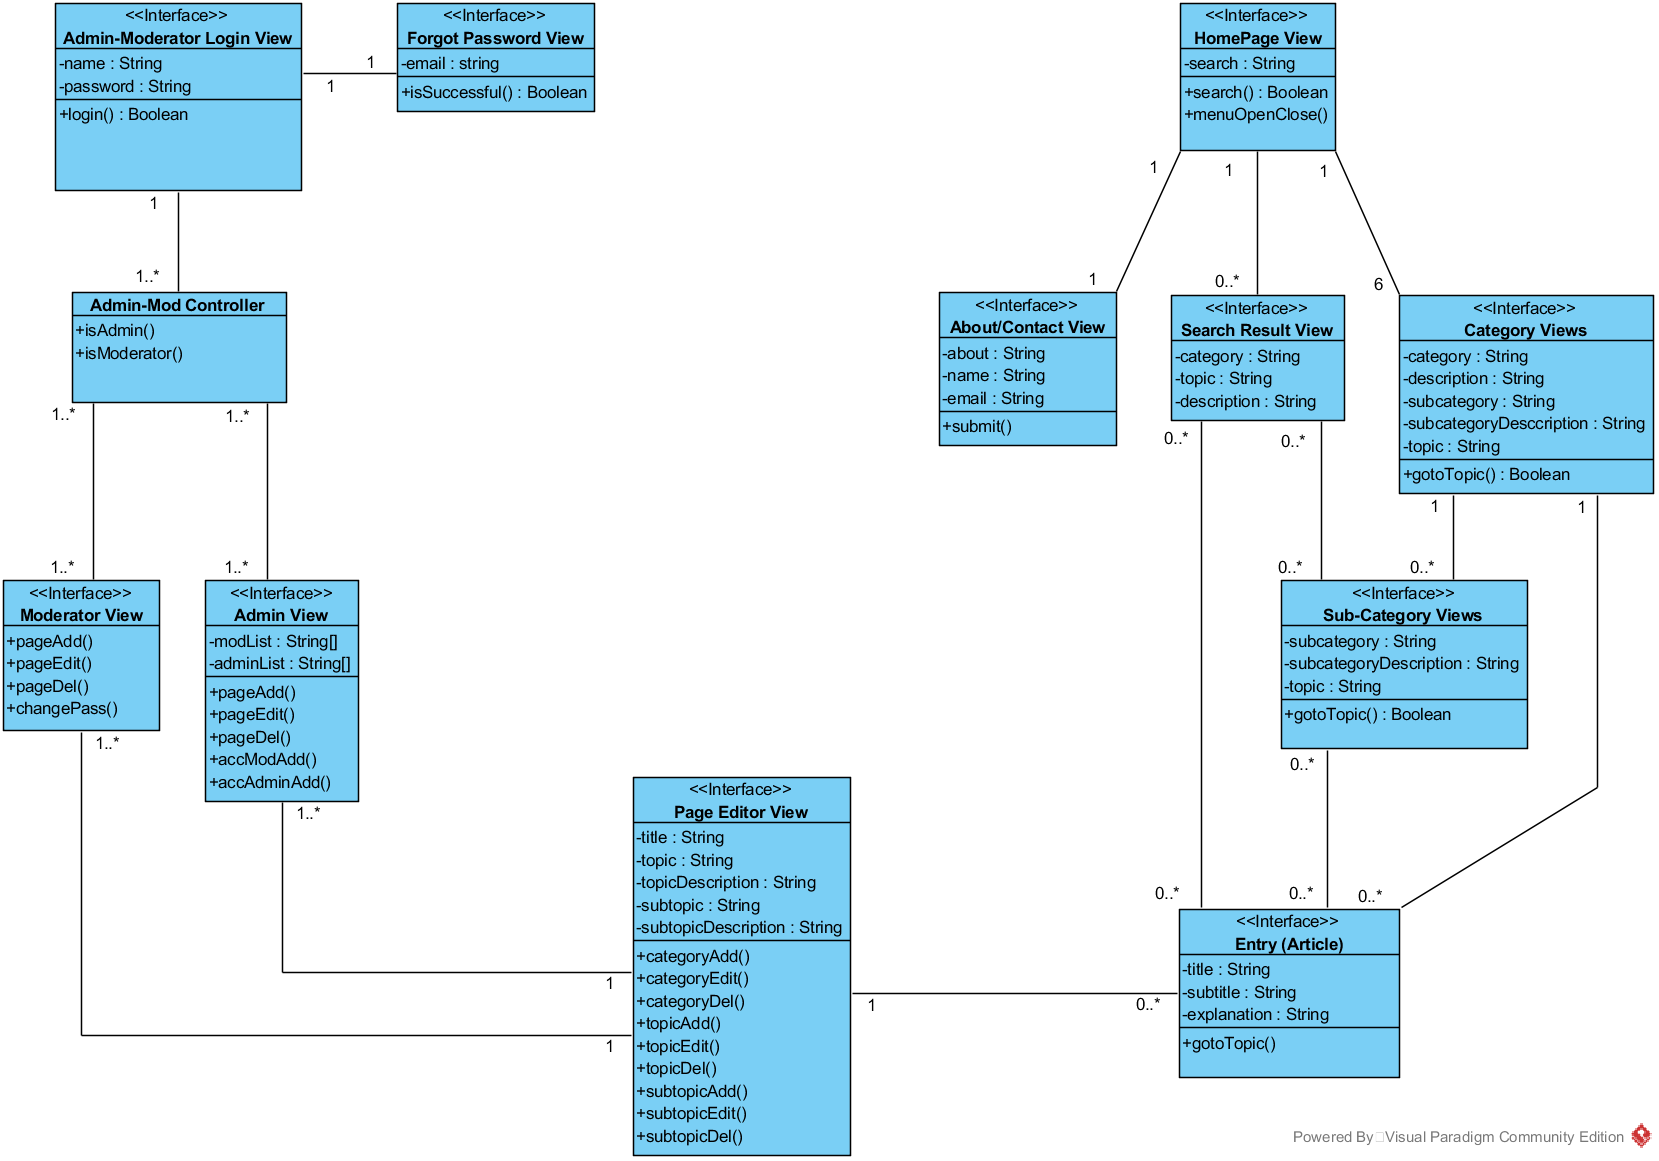 <<Interface>>
Admin-Moderator Login View
-name : String
-password : String
+login() : Boolean
<<Interface>>
Forgot Password View
-email : string
+isSuccessful() : Boolean
1
1
1
1..*
Admin-Mod Controller
+isAdmin()
+isModerator()
1..*
1..*
1..*
1..*
<<Interface>>
Moderator View
+pageAdd()
+pageEdit()
+pageDel()
+changePass()
1..*
<<Interface>>
Admin View
-modList : String[]
-adminList : String[]
+pageAdd()
+pageEdit()
+pageDel()
+accModAdd()
+accAdminAdd()
1..*
1
1
<<Interface>>
Page Editor View
-title : String
-topic : String
-topicDescription : String
-subtopic : String
-subtopicDescription : String
+categoryAdd()
+categoryEdit()
+categoryDel()
+topicAdd()
+topicEdit()
+topicDel()
+subtopicAdd()
+subtopicEdit()
+subtopicDel()
1
0..*
<<Interface>>
HomePage View
-search : String
+search() : Boolean
+menuOpenClose()
1
1
1
1
0..*
6
<<Interface>>
About/Contact View
-about : String
-name : String
-email : String
+submit()
<<Interface>>
Search Result View
-category : String
-topic : String
-description : String
0..*
0..*
<<Interface>>
Category Views
-category : String
-description : String
-subcategory : String
-subcategoryDesccription : String
-topic : String
+gotoTopic() : Boolean
1
1
0..*
0..*
<<Interface>>
Sub-Category Views
-subcategory : String
-subcategoryDescription : String
-topic : String
+gotoTopic() : Boolean
0..*
0..*
0..*
0..*
<<Interface>>
Entry (Article)
-title : String
-subtitle : String
-explanation : String
+gotoTopic()
Powered By Visual Paradigm Community Edition